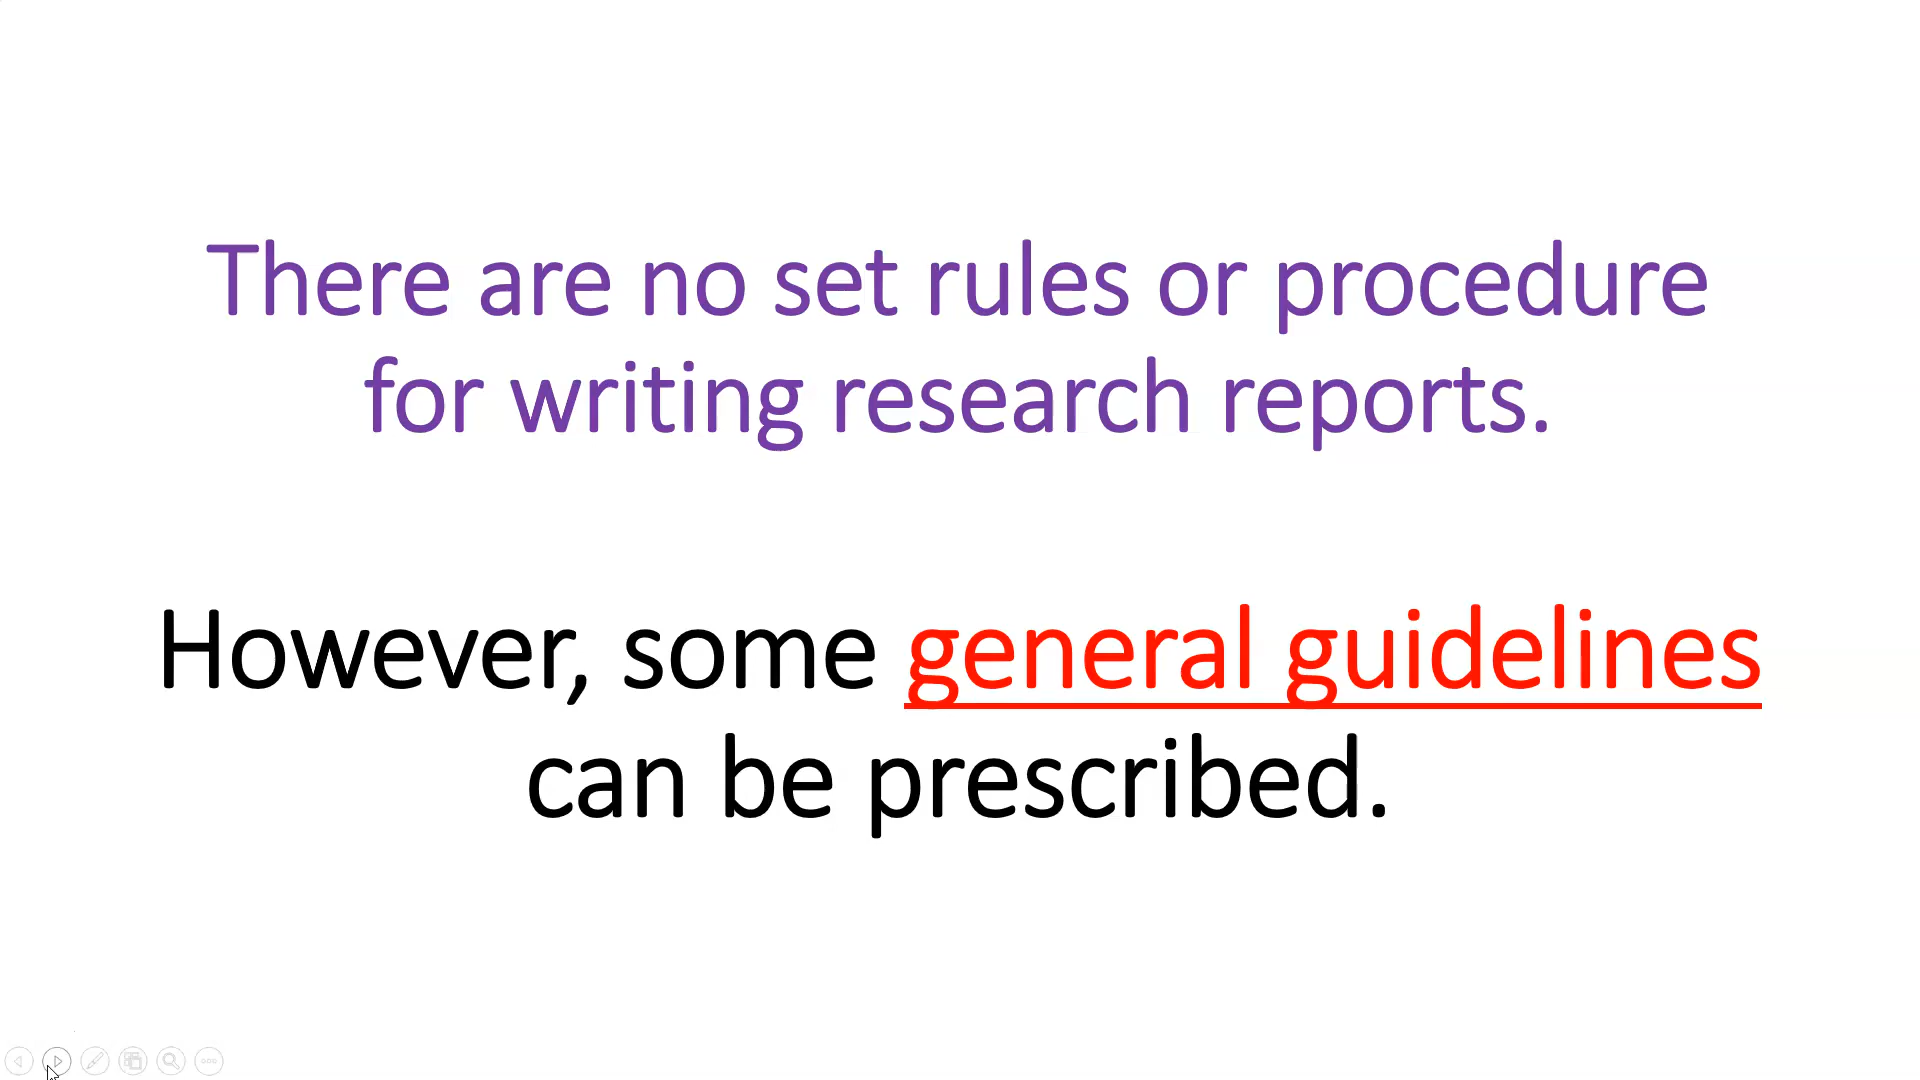 There are no set rules or procedure
for writing research reports.
However, some general guidelines
can be prescribed.